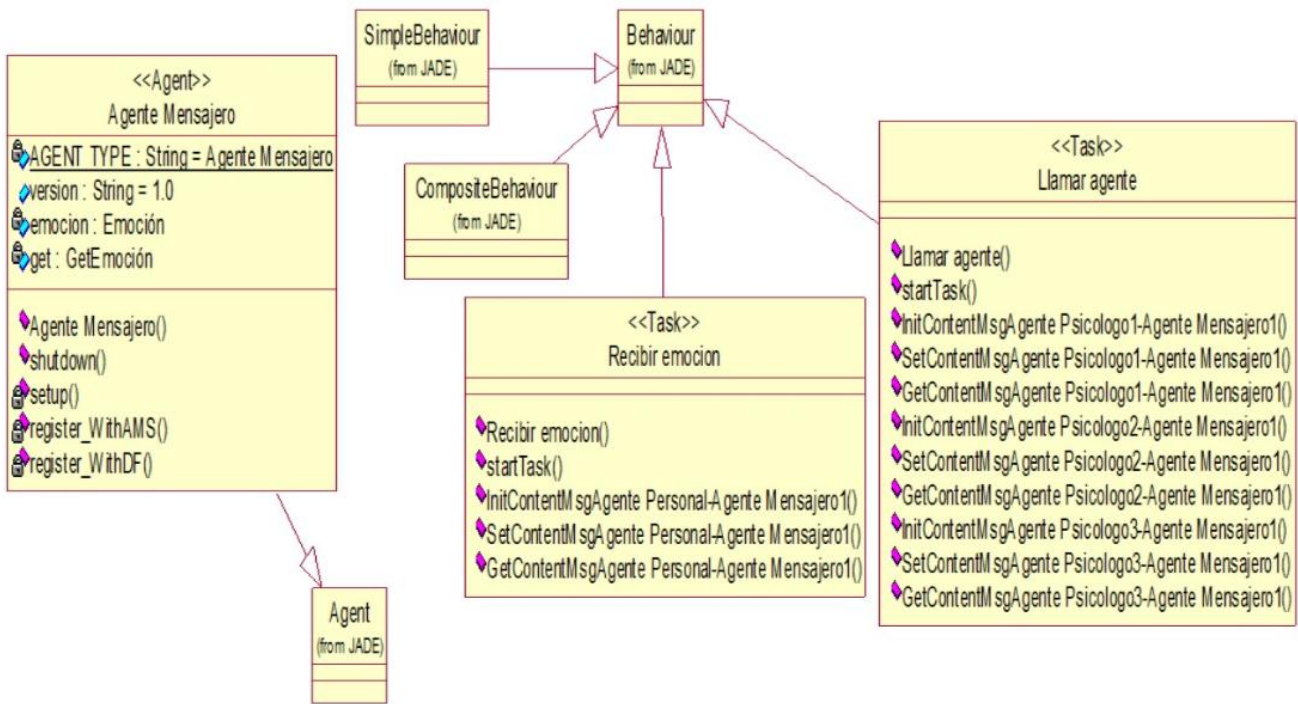 <<Agent>>
Agente Mensajero
AGENT TYPE : String = Agente Mensajero
version : String = 1.0
emocion : Emoción
get : GetEmoción
Agente Mensajero()
shutdown()
setup()
register_WithAMS()
register_WithDF()
Agent
(from JADE)
SimpleBehaviour
(from JADE)
Behaviour
(from JADE)
CompositeBehaviour
(from JADE)
<<Task>>
Recibir emocion
Recibir emocion()
startTask()
InitContentMsgAgente Personal-Agente Mensajero1()
SetContentMsgAgente Personal-Agente Mensajero1()
GetContentMsgAgente Personal-Agente Mensajero1()
<<Task>>
Llamar agente
Llamar agente()
startTask()
InitContentMsgAgente Psicologo1-Agente Mensajero1()
SetContentMsgAgente Psicologo1-Agente Mensajero1()
GetContentMsgAgente Psicologo1-Agente Mensajero1()
InitContentMsgAgente Psicologo2-Agente Mensajero1()
SetContentMsgAgente Psicologo2-Agente Mensajero1()
GetContentMsgAgente Psicologo2-Agente Mensajero1()
InitContentMsgAgente Psicologo3-Agente Mensajero1()
SetContentMsgAgente Psicologo3-Agente Mensajero1()
GetContentMsgAgente Psicologo3-Agente Mensajero1()